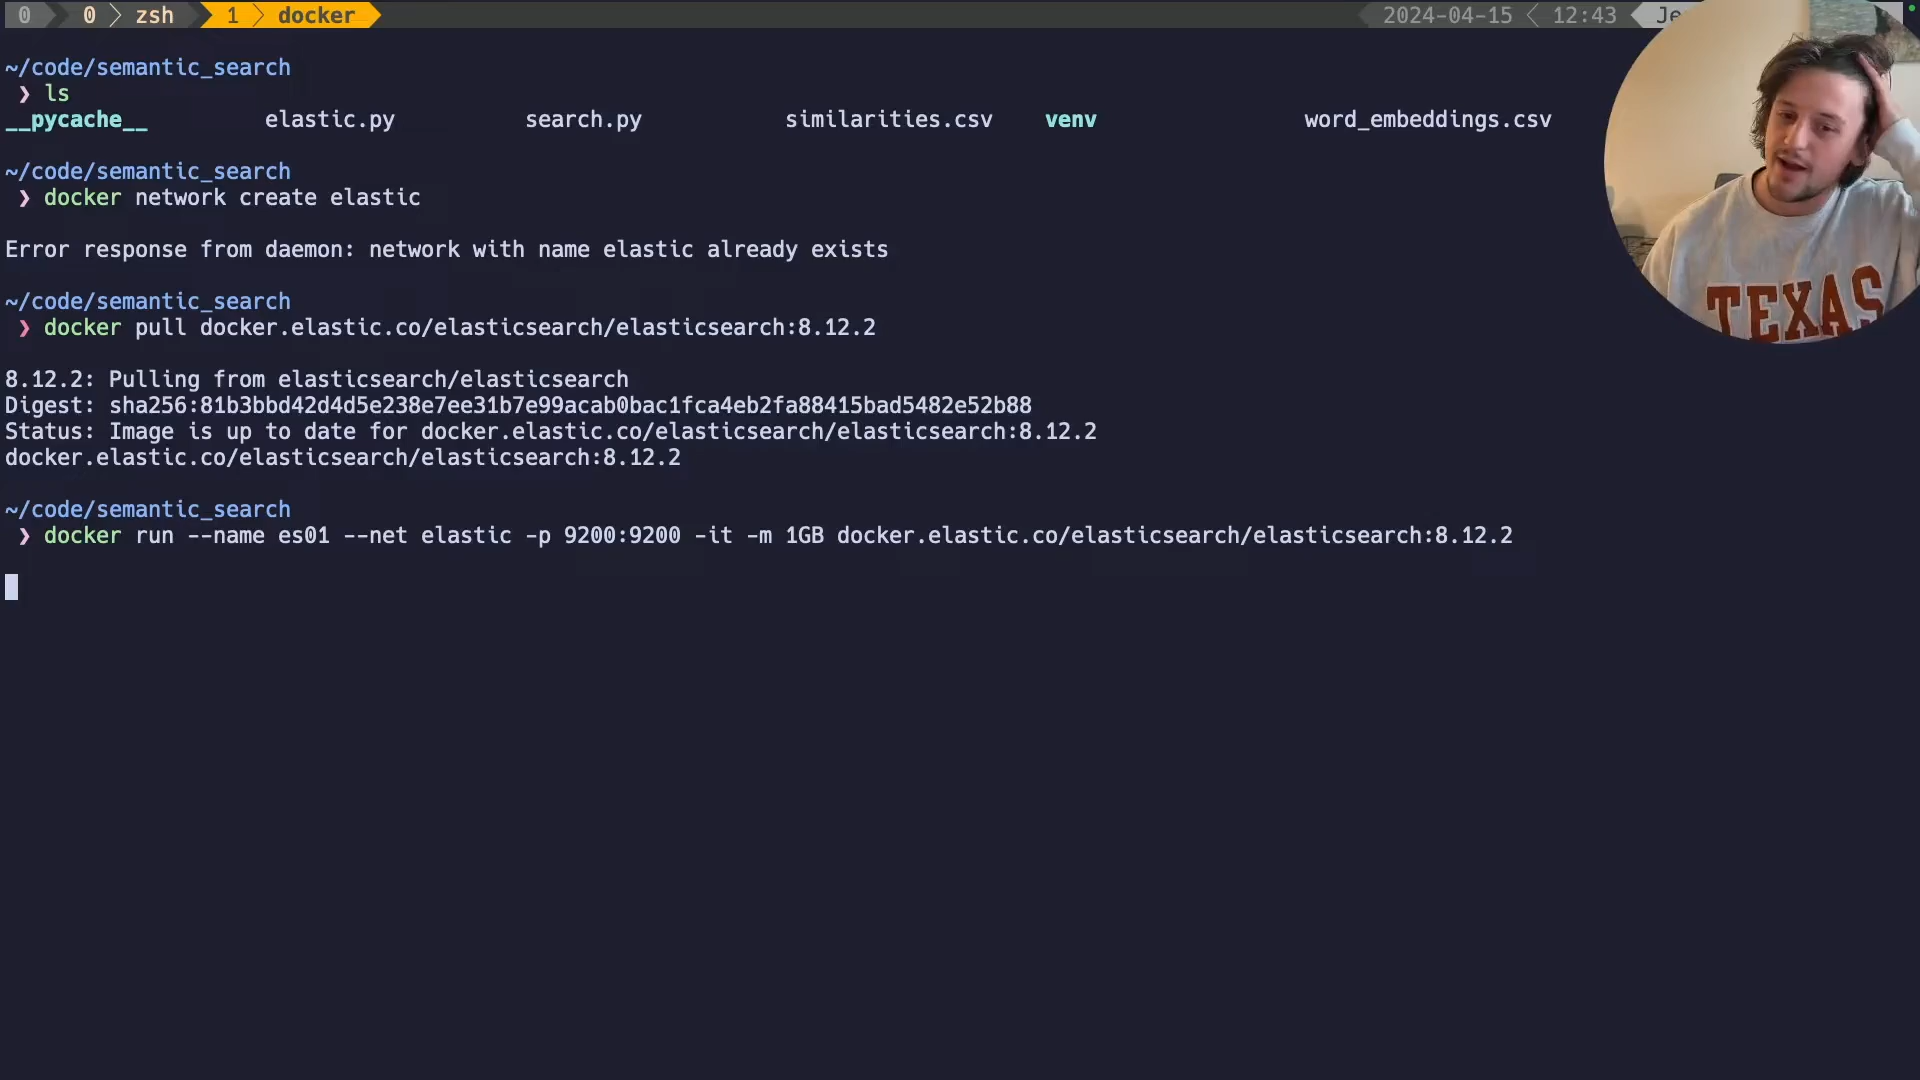 0 0 zsh 1 docker 2024-04-15 12:43 Je
~/code/semantic_search
❯ ls
__pycache__ elastic.py search.py similarities.csv venv word_embeddings.csv
~/code/semantic_search
❯ docker network create elastic
Error response from daemon: network with name elastic already exists
~/code/semantic_search
❯ docker pull docker.elastic.co/elasticsearch/elasticsearch:8.12.2
8.12.2: Pulling from elasticsearch/elasticsearch
Digest: sha256:81b3bbd42d4d5e238e7ee31b7e99acab0bac1fca4eb2fa88415bad5482e52b88
Status: Image is up to date for docker.elastic.co/elasticsearch/elasticsearch:8.12.2
docker.elastic.co/elasticsearch/elasticsearch:8.12.2
~/code/semantic_search
❯ docker run --name es01 --net elastic -p 9200:9200 -it -m 1GB docker.elastic.co/elasticsearch/elasticsearch:8.12.2
TEXAS